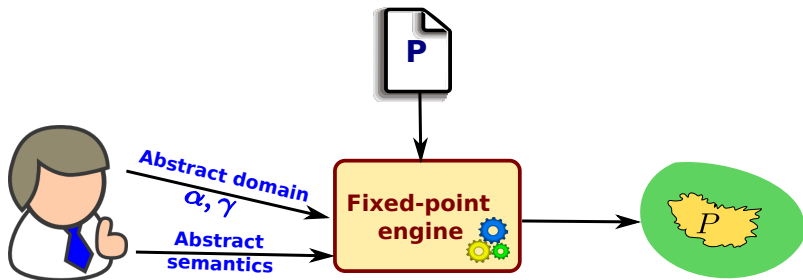 P
Abstract domain
α, γ
Abstract
semantics
Fixed-point
engine
P